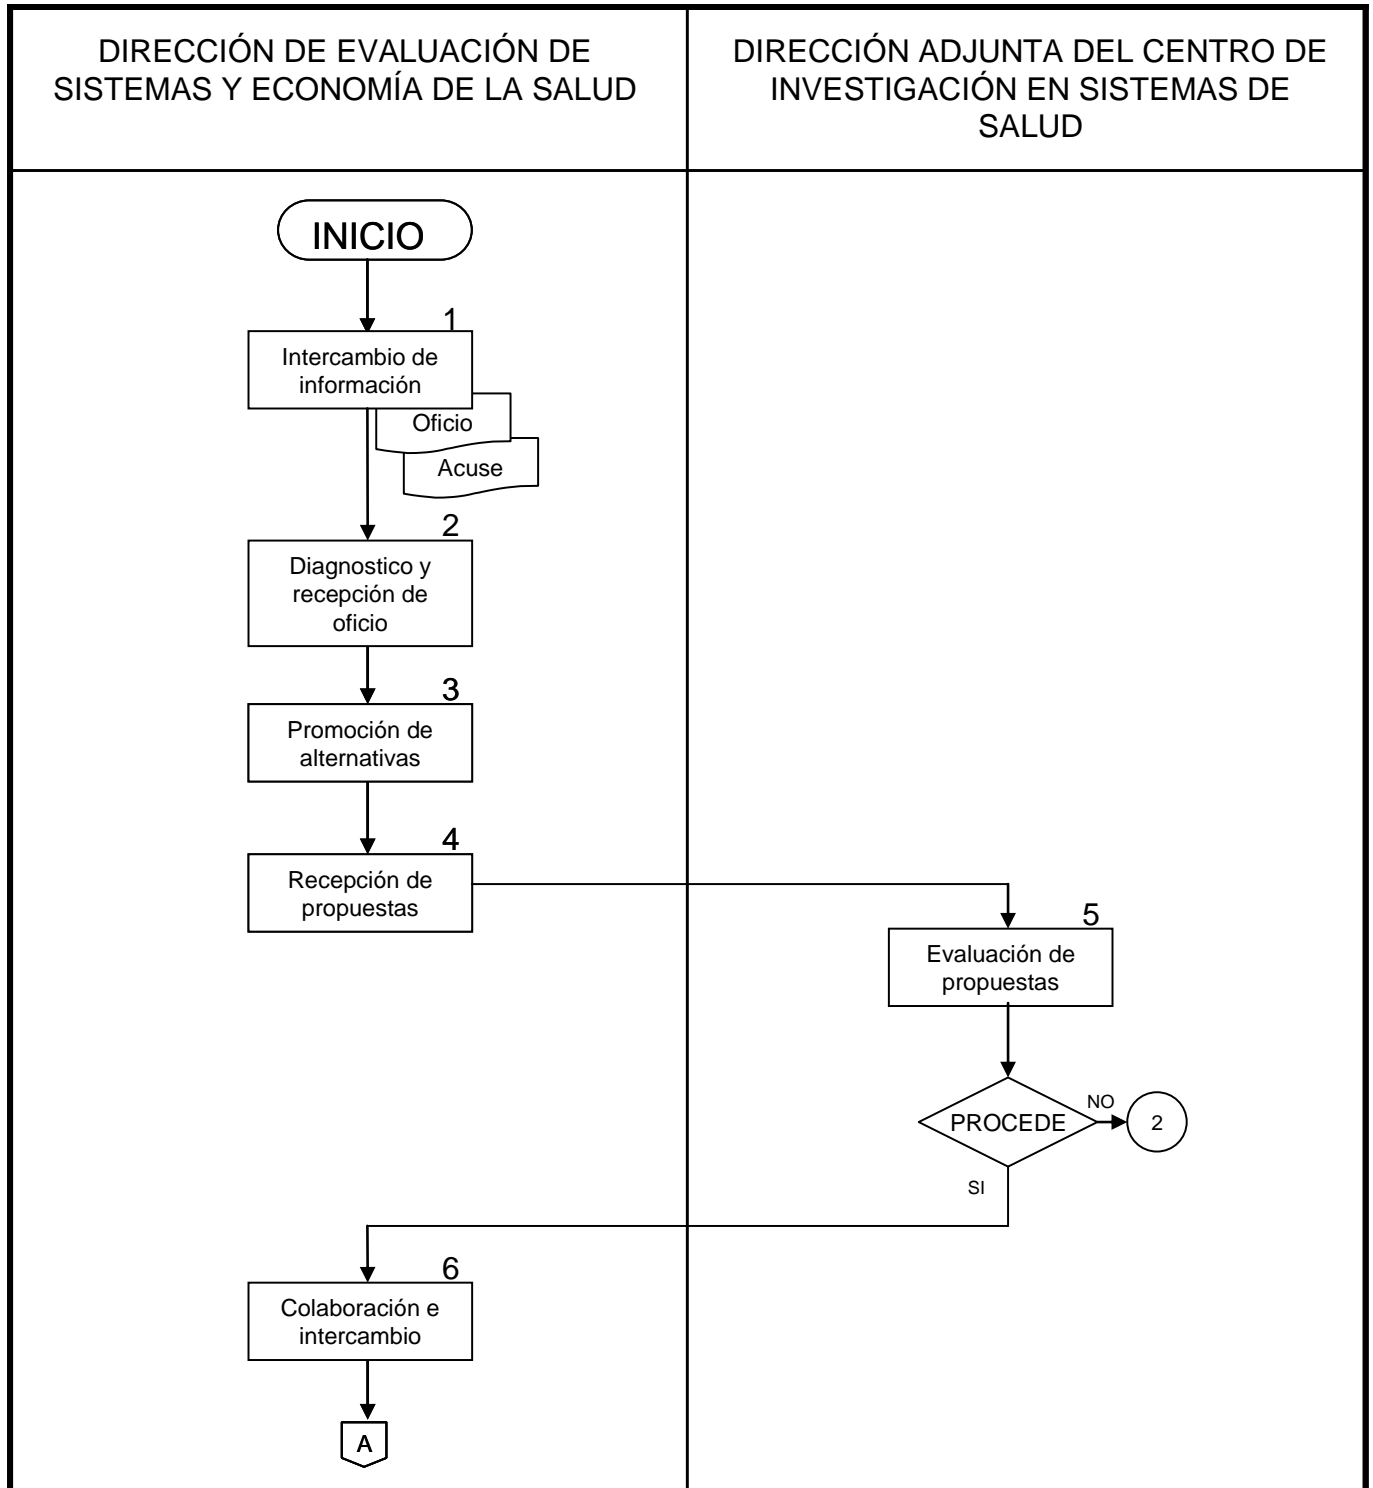 DIRECCIÓN DE EVALUACIÓN DE
SISTEMAS Y ECONOMÍA DE LA SALUD
DIRECCIÓN ADJUNTA DEL CENTRO DE
INVESTIGACIÓN EN SISTEMAS DE
SALUD
INICIO
1
Intercambio de
información
Oficio
Acuse
2
Diagnostico y
recepción de
oficio
3
Promoción de
alternativas
4
Recepción de
propuestas
5
Evaluación de
propuestas
PROCEDE
NO
2
SI
6
Colaboración e
intercambio
A